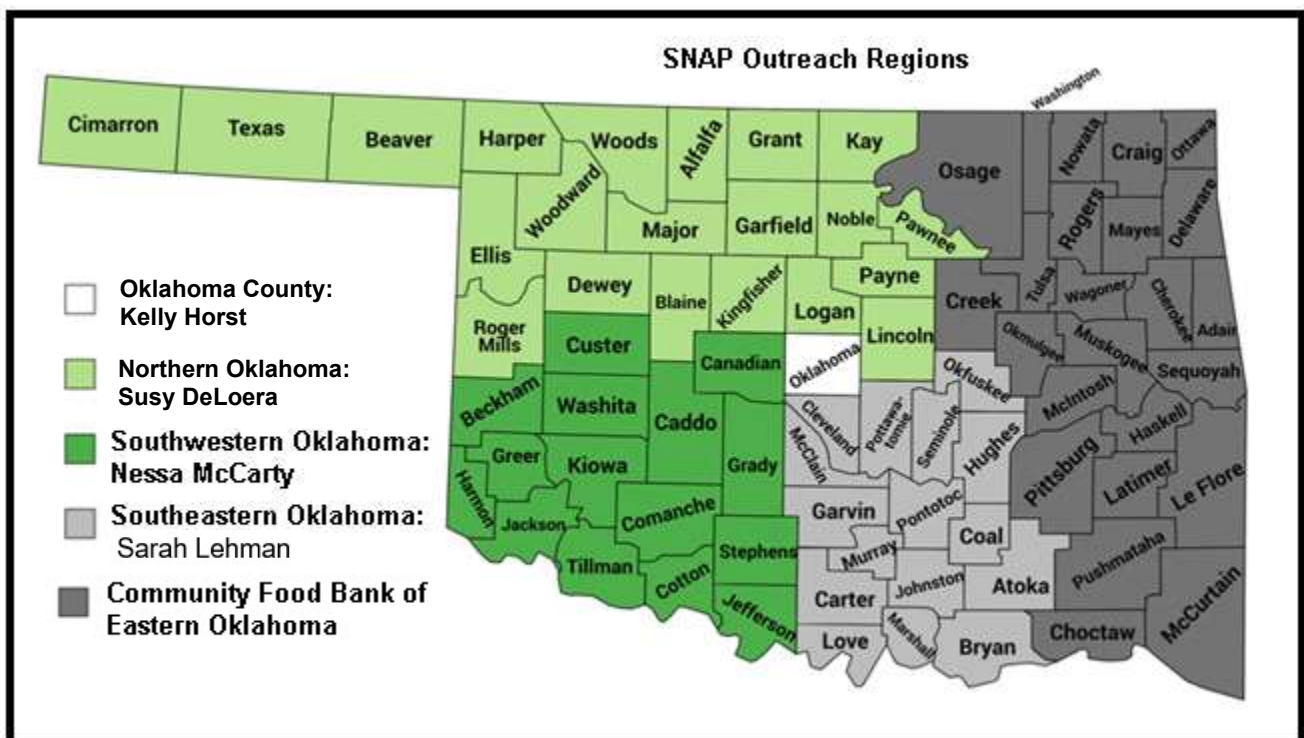 SNAP Outreach Regions
Washington
Cimarron
Texas
Beaver
Harper
Woods
Alfalfa
Grant
Kay
Osage
Nowata
Craig
Ottawa
Woodward
Ellis
Major
Garfield
Noble
Pawnee
Rogers
Mayes
Delaware
Oklahoma County:
Kelly Horst
Northern Oklahoma:
Susy DeLoera
Southwestern Oklahoma:
Nessa McCarty
Southeastern Oklahoma:
Sarah Lehman
Community Food Bank of
Eastern Oklahoma
Roger
Mills
Dewey
Blaine
Kingfisher
Logan
Payne
Lincoln
Creek
Tulsa
Wagoner
Cherokee
Adair
Custer
Canadian
Oklahoma
Okfuskee
Okmulgee
Muskogee
Sequoyah
Beckham
Washita
Caddo
Grady
Cleveland
McClain
Pottawa-
tomie
Seminole
Hughes
McIntosh
Haskell
Pittsburg
Latimer
Le Flore
Greer
Kiowa
Harmon
Jackson
Comanche
Garvin
Pontotoc
Coal
Tillman
Cotton
Stephens
Murray
Johnston
Atoka
Pushmataha
McCurtain
Jefferson
Carter
Love
Marshall
Bryan
Choctaw